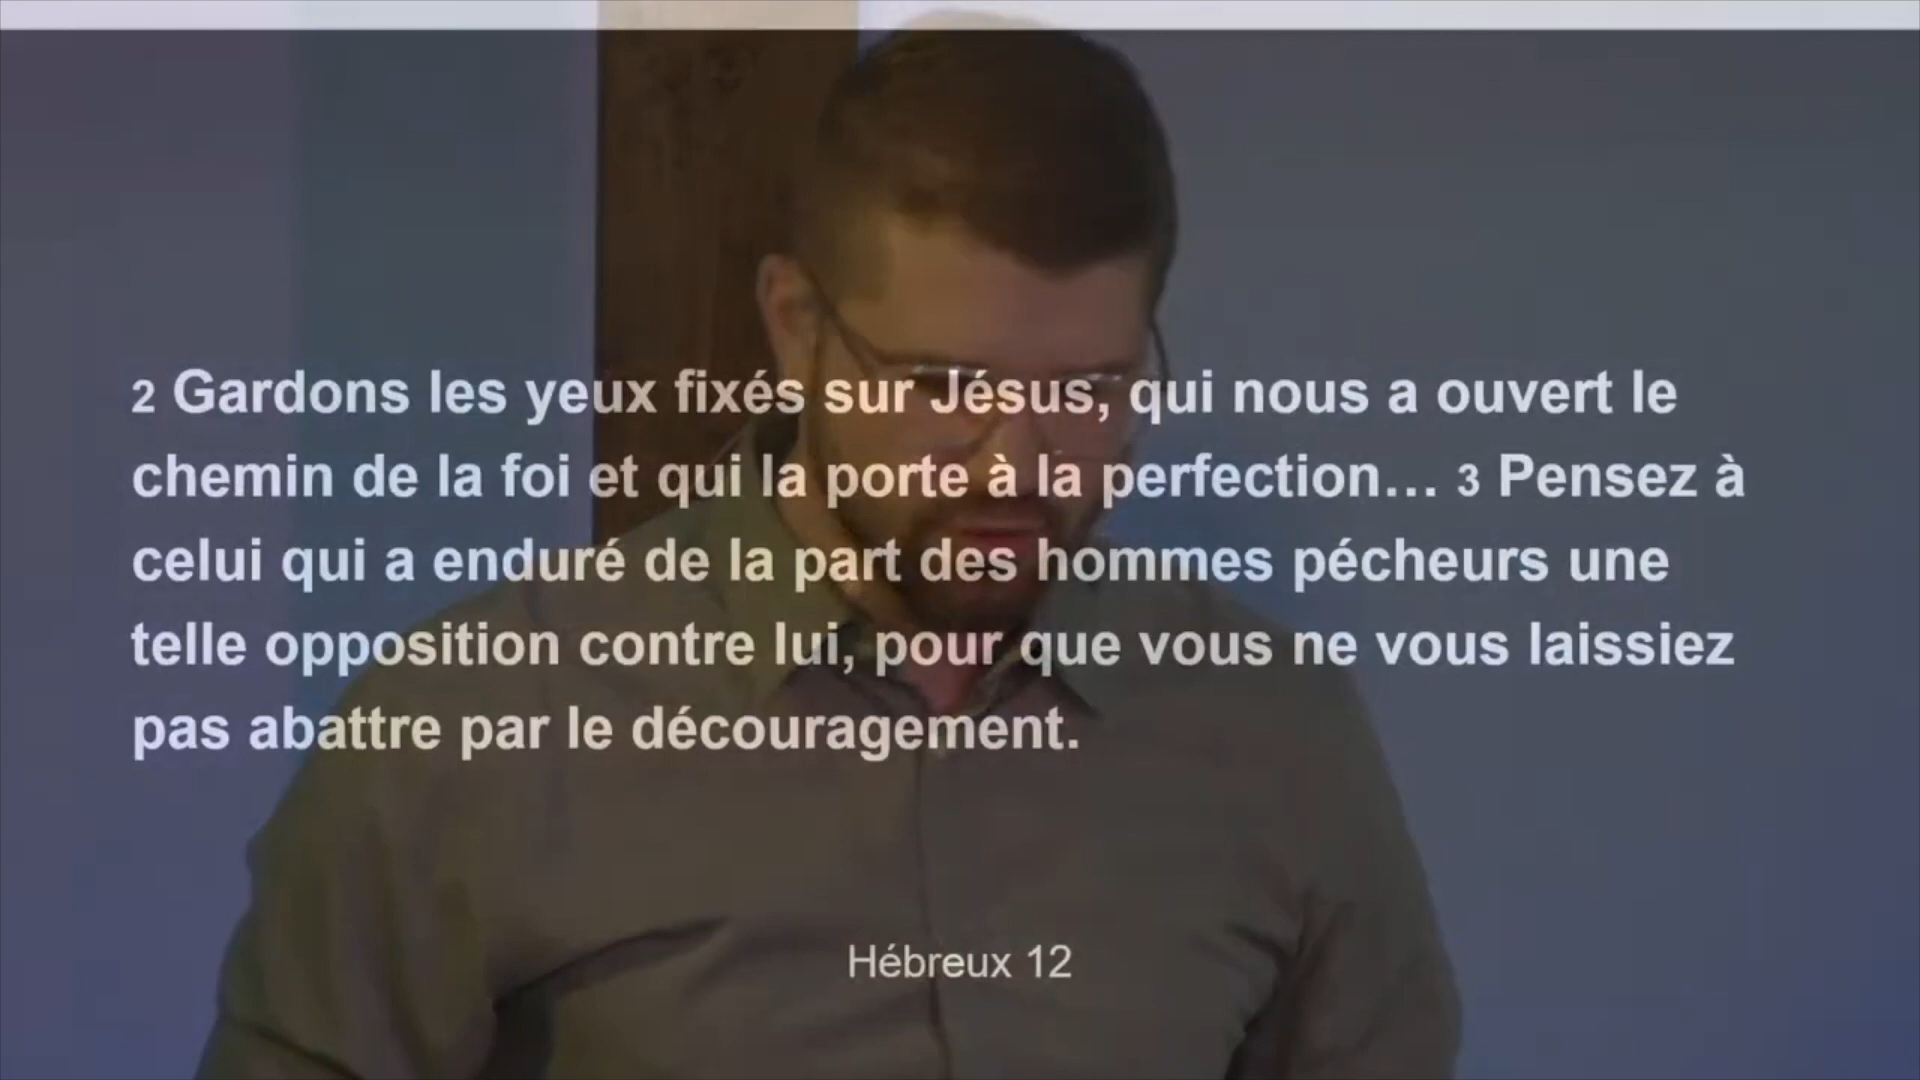 2 Gardons les yeux fixés sur Jésus, qui nous a ouvert le
chemin de la foi et qui la porte à la perfection… 3 Pensez à
celui qui a enduré de la part des hommes pécheurs une
telle opposition contre lui, pour que vous ne vous laissiez
pas abattre par le découragement.
Hébreux 12